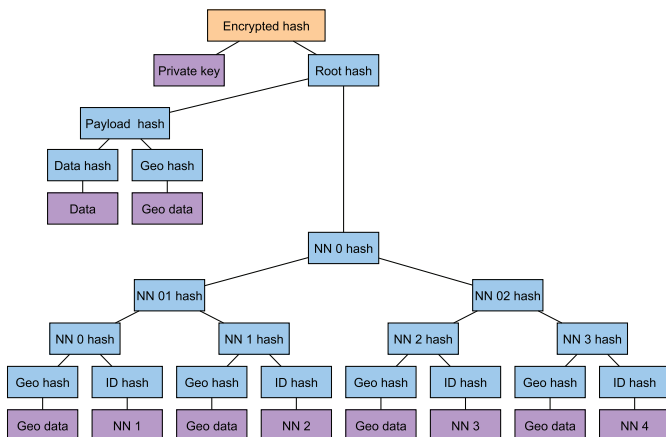 Encrypted hash
Private key
Root hash
Payload hash
Data hash
Geo hash
Data
Geo data
NN 0 hash
NN 01 hash
NN 02 hash
NN 0 hash
NN 1 hash
NN 2 hash
NN 3 hash
Geo hash
ID hash
Geo hash
ID hash
Geo hash
ID hash
Geo hash
ID hash
Geo data
NN 1
Geo data
NN 2
Geo data
NN 3
Geo data
NN 4